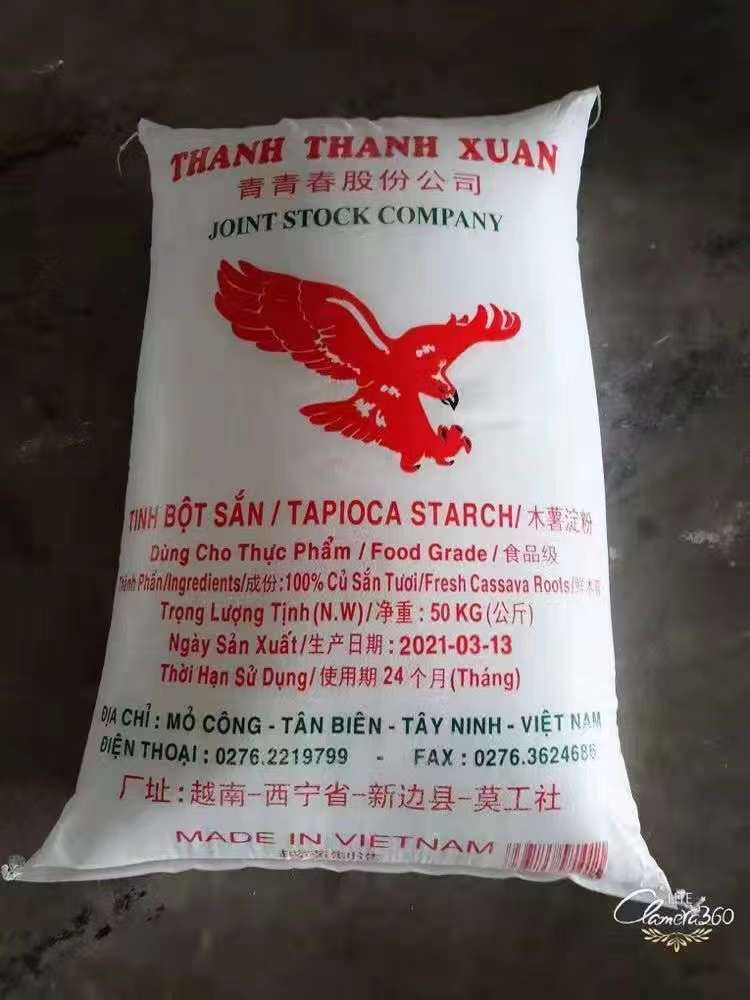 THANH THANH XUAN
青青春股份公司
JOINT STOCK COMPANY
TINH BỘT SẮN / TAPIOCA STARCH/ 木薯淀粉
Dùng Cho Thực Phẩm / Food Grade / 食品级
Thành Phần/Ingredients/成份:100% Củ Sắn Tươi/Fresh Cassava Roots/鲜木薯
Trọng Lượng Tịnh (N.W) / 净重 : 50 KG (公斤)
Ngày Sản Xuất/生产日期 : 2021-03-13
Thời Hạn Sử Dụng/ 使用期 24 个月(Tháng)
ĐỊA CHỈ : MỎ CÔNG - TÂN BIÊN - TÂY NINH - VIỆT NAM
ĐIỆN THOẠI : 0276.2219799 - FAX : 0276.3624686
厂址:越南-西宁省-新边县-莫工社
MADE IN VIETNAM
LIFE
Camera360